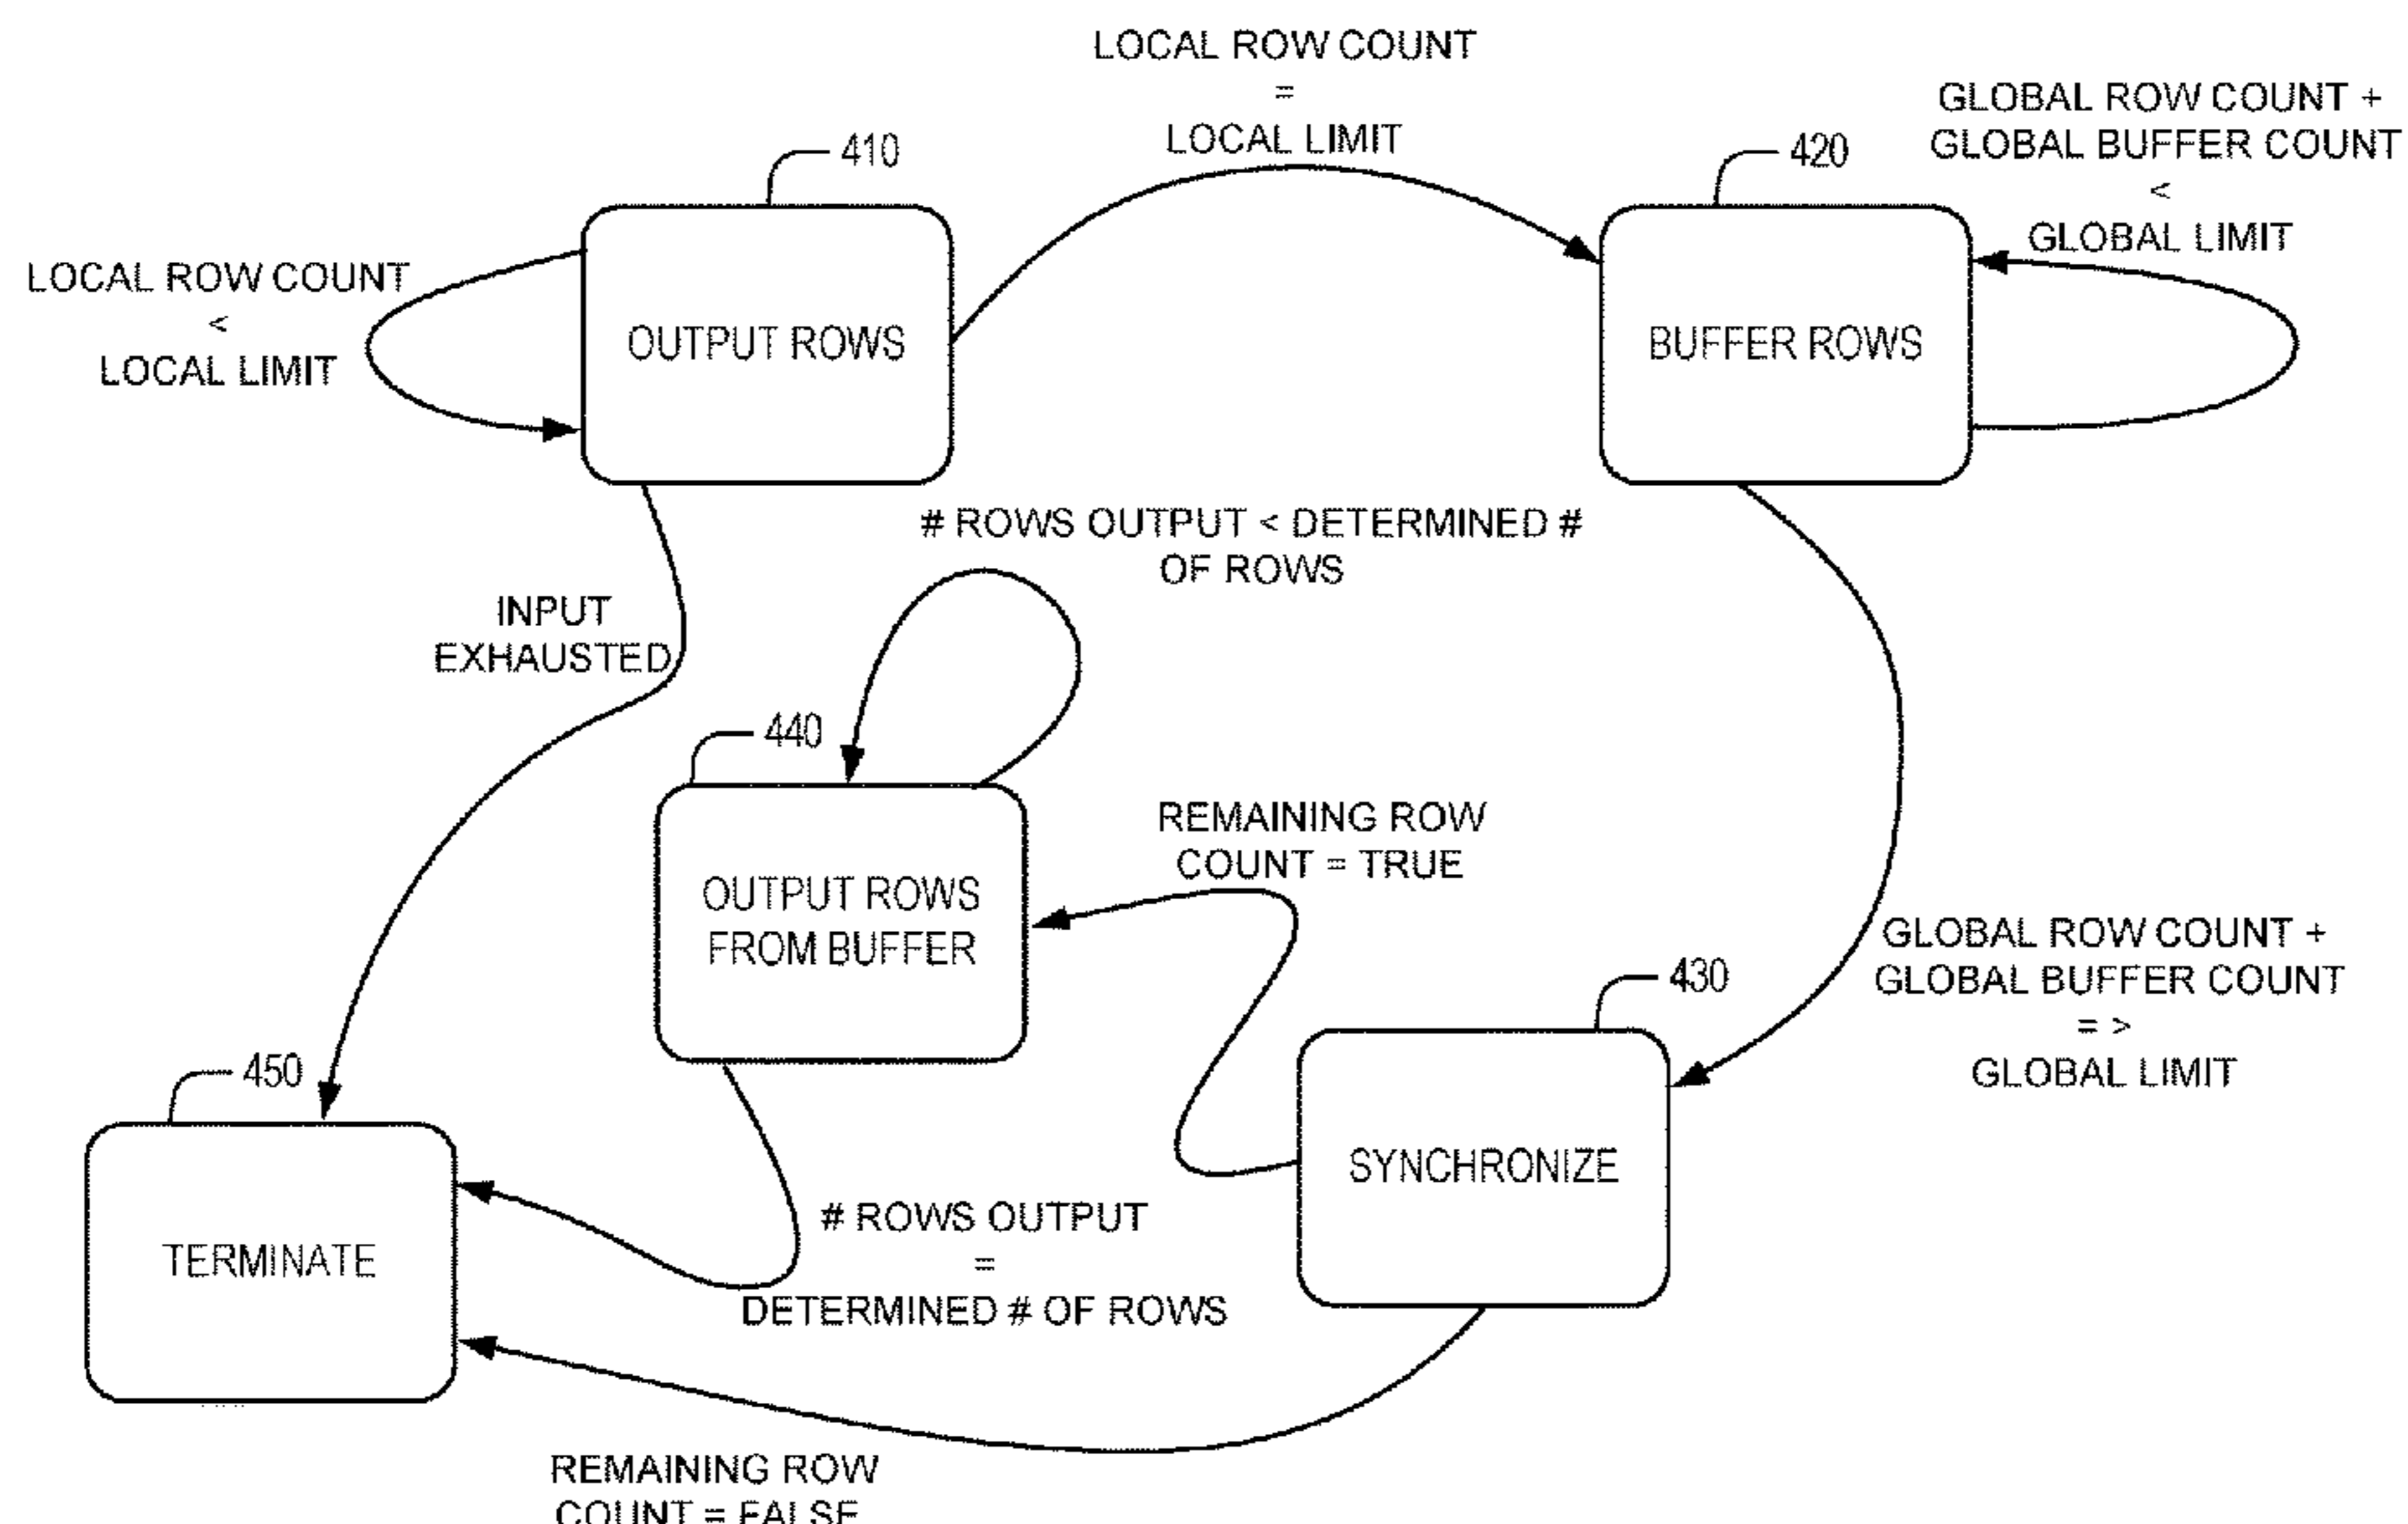 LOCAL ROW COUNT
=
LOCAL LIMIT
GLOBAL ROW COUNT +
GLOBAL BUFFER COUNT
<
GLOBAL LIMIT
410
420
LOCAL ROW COUNT
<
LOCAL LIMIT
OUTPUT ROWS
BUFFER ROWS
# ROWS OUTPUT < DETERMINED #
OF ROWS
INPUT
EXHAUSTED
440
REMAINING ROW
COUNT = TRUE
OUTPUT ROWS
FROM BUFFER
GLOBAL ROW COUNT +
GLOBAL BUFFER COUNT
= >
GLOBAL LIMIT
430
450
SYNCHRONIZE
# ROWS OUTPUT
=
DETERMINED # OF ROWS
TERMINATE
REMAINING ROW
COUNT = FALSE